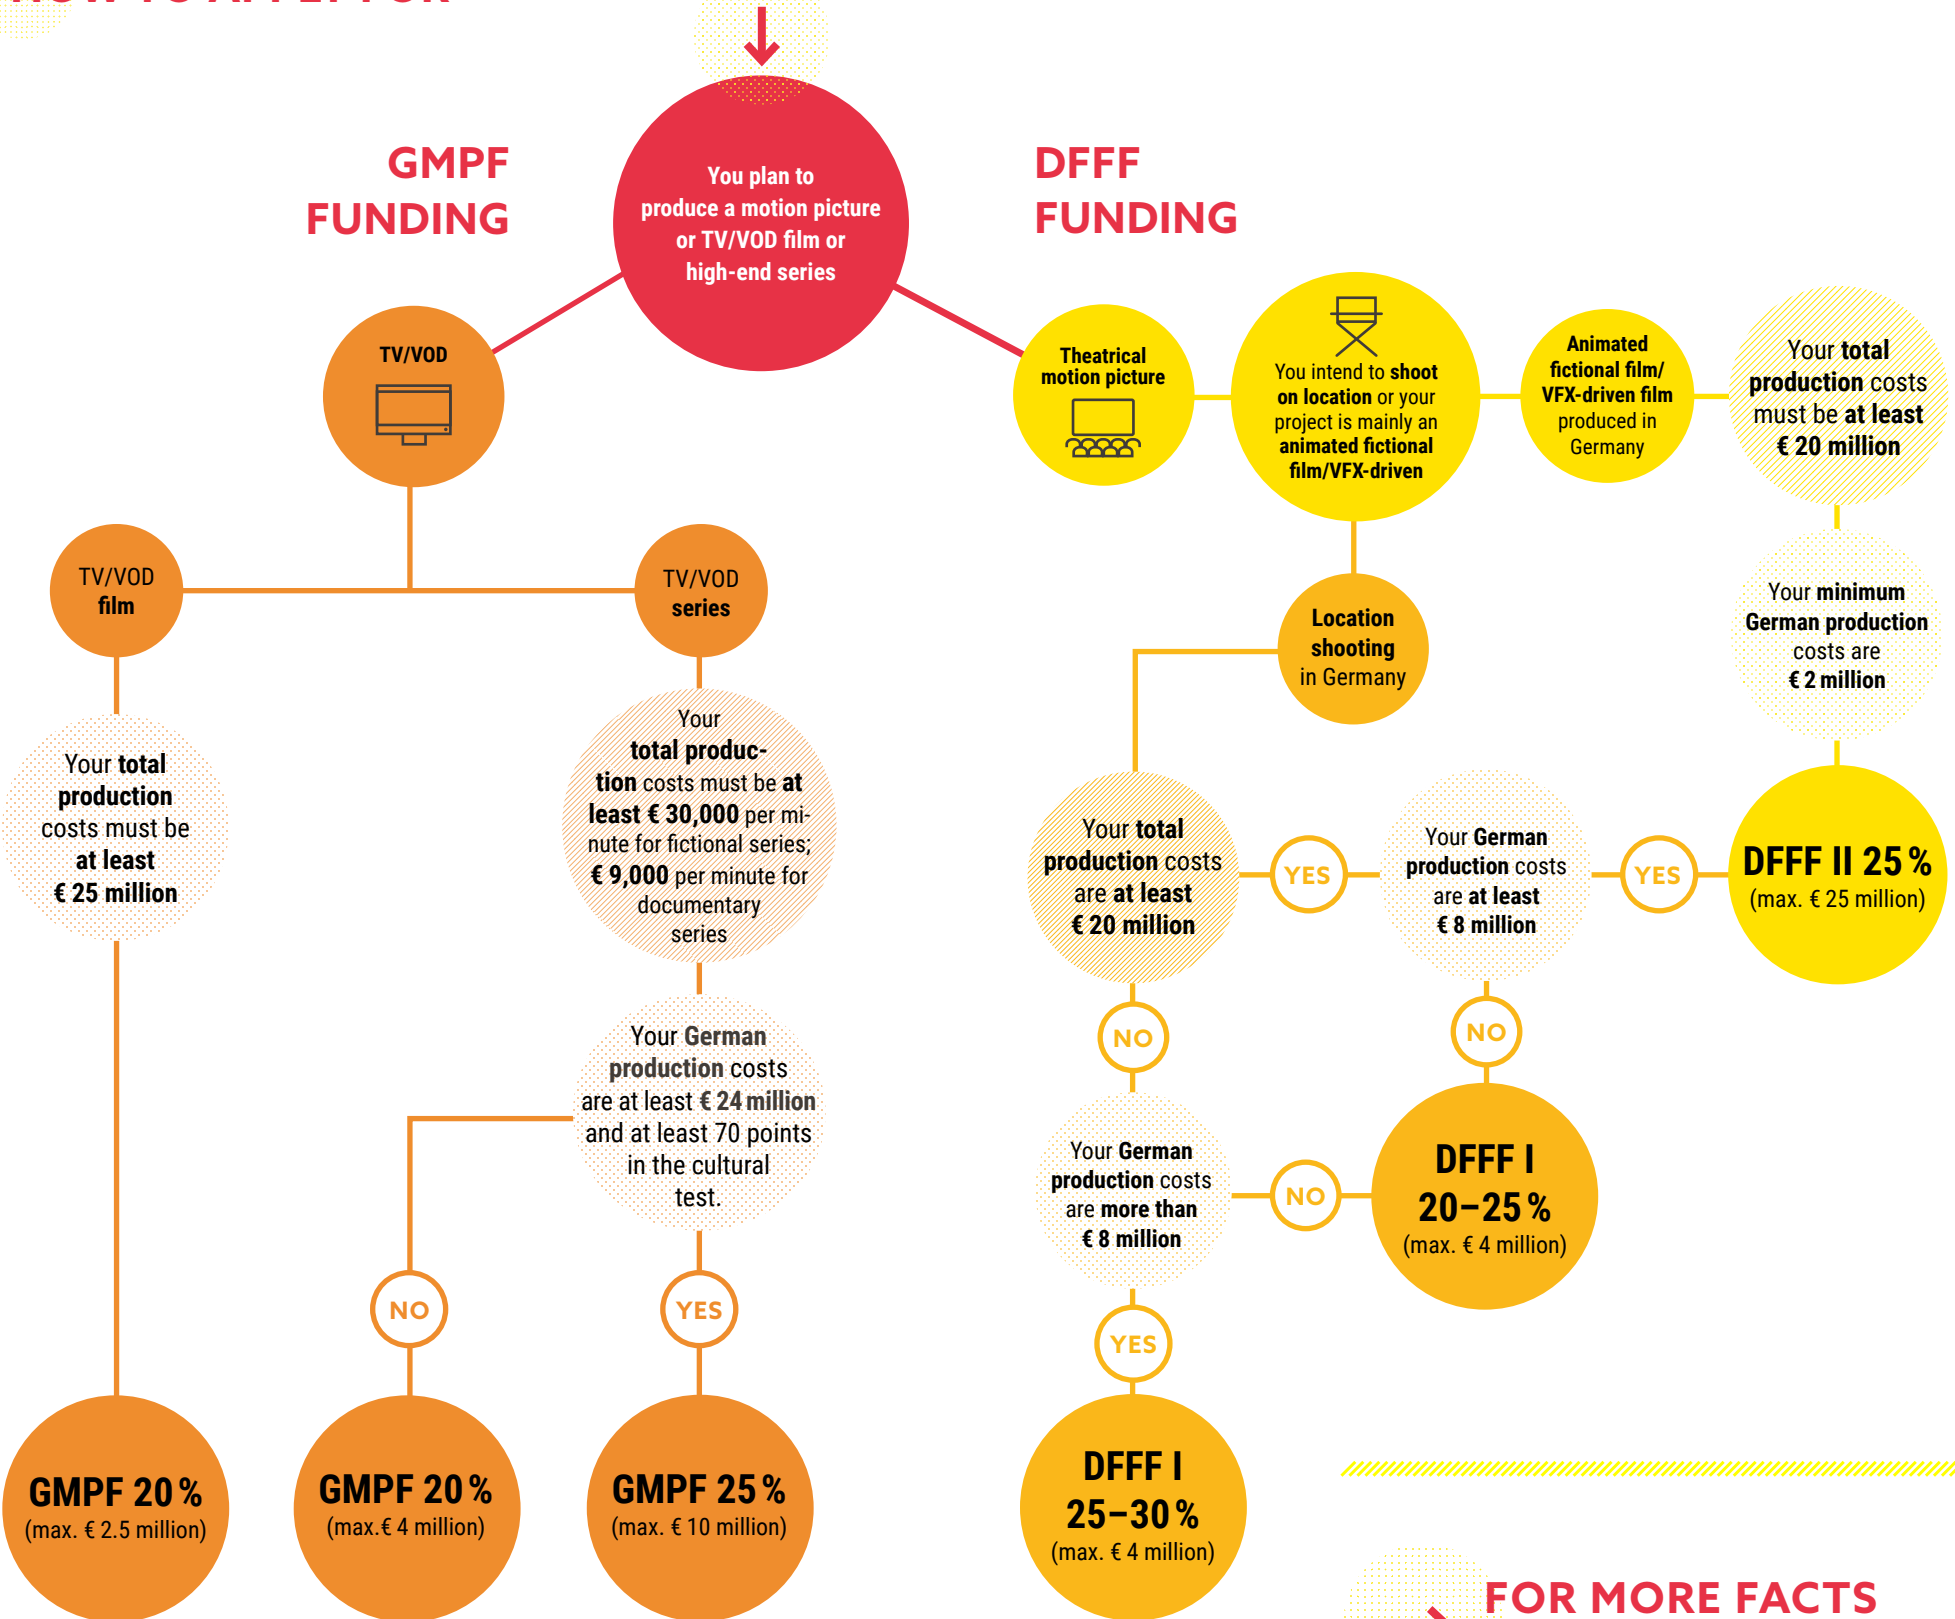 GMPF
FUNDING
You plan to
produce a motion picture
or TV/VOD film or
high-end series
DFFF
FUNDING
TV/VOD
Theatrical
motion picture
You intend to shoot
on location or your
project is mainly an
animated fictional
film/VFX-driven
Animated
fictional film/
VFX-driven film
produced in
Germany
Your total
production costs
must be at least
€ 20 million
TV/VOD
film
TV/VOD
series
Location
shooting
in Germany
Your minimum
German production
costs are
€ 2 million
Your total
production
costs must be
at least
€ 25 million
Your
total produc-
tion costs must be at
least € 30,000 per mi-
nute for fictional series;
€ 9,000 per minute for
documentary
series
Your total
production costs
are at least
€ 20 million
YES
Your German
production costs
are at least
€ 8 million
YES
DFFF II 25 %
(max. € 25 million)
Your German
production costs
are at least € 24 million
and at least 70 points
in the cultural
test.
NO
NO
Your German
production costs
are more than
€ 8 million
NO
DFFF I
20–25 %
(max. € 4 million)
NO
YES
YES
GMPF 20 %
(max. € 2.5 million)
GMPF 20 %
(max.€ 4 million)
GMPF 25 %
(max. € 10 million)
DFFF I
25–30 %
(max. € 4 million)
FOR MORE FACTS